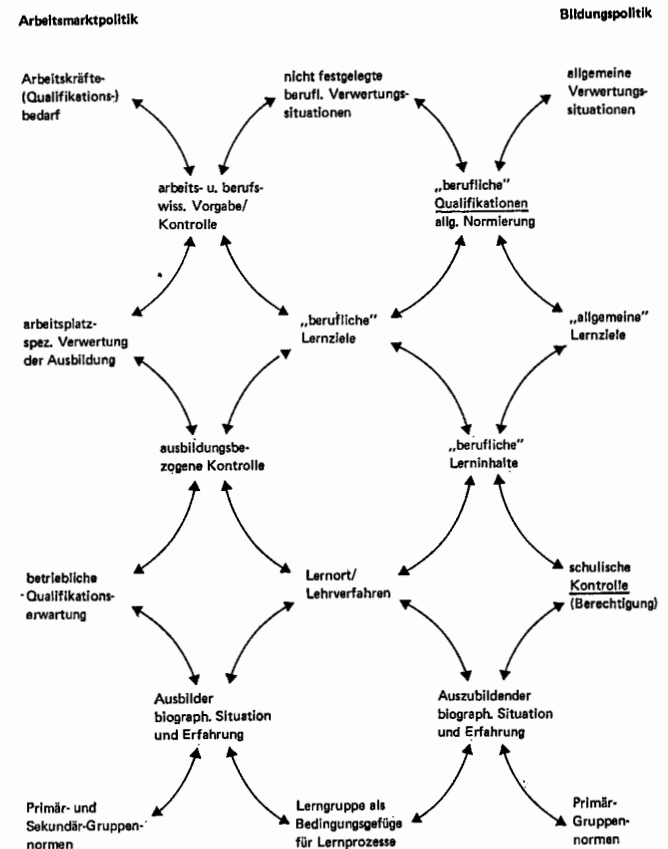 Arbeitsmarktpolitik
Bildungspolitik
Arbeitskräfte-
(Qualifikations-)
bedarf
nicht festgelegte
berufl. Verwertungs-
situationen
allgemeine
Verwertungs-
situationen
arbeits- u. berufs-
wiss. Vorgabe/
Kontrolle
„berufliche"
Qualifikationen
allg. Normierung
arbeitsplatz-
spez. Verwertung
der Ausbildung
„berufliche"
Lernziele
„allgemeine"
Lernziele
ausbildungsbe-
zogene Kontrolle
„berufliche"
Lerninhalte
betriebliche
Qualifikations-
erwartung
Lernort/
Lehrverfahren
schulische
Kontrolle
(Berechtigung)
Ausbilder
biograph. Situation
und Erfahrung
Auszubildender
biograph. Situation
und Erfahrung
Primär- und
Sekundär-Gruppen-
normen
Lerngruppe als
Bedingungsgefüge
für Lernprozesse
Primär-
Gruppen-
normen